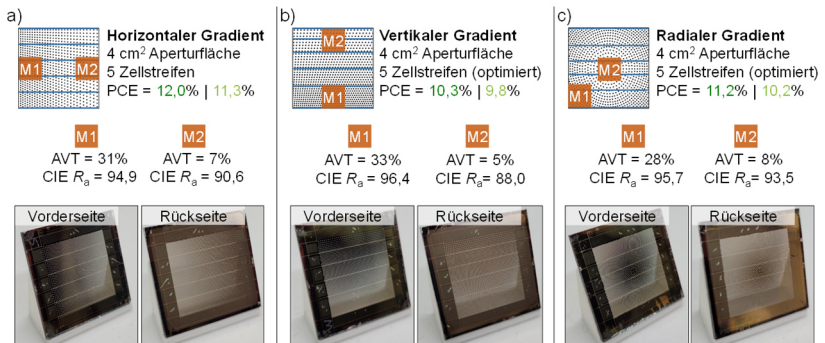 a)
Horizontaler Gradient
4 cm² Aperturfläche
5 Zellstreifen
PCE = 12,0% | 11,3%
M1
M2
M1
M2
AVT = 31%
AVT = 7%
CIE Ra = 94,9
CIE Ra = 90,6
Vorderseite
Rückseite
b)
Vertikaler Gradient
4 cm² Aperturfläche
5 Zellstreifen (optimiert)
PCE = 10,3% | 9,8%
M2
M1
M1
M2
AVT = 33%
AVT = 5%
CIE Ra = 96,4
CIE Ra = 88,0
Vorderseite
Rückseite
c)
Radialer Gradient
4 cm² Aperturfläche
5 Zellstreifen (optimiert)
PCE = 11,2% | 10,2%
M2
M1
M1
M2
AVT = 28%
AVT = 8%
CIE Ra = 95,7
CIE Ra = 93,5
Vorderseite
Rückseite